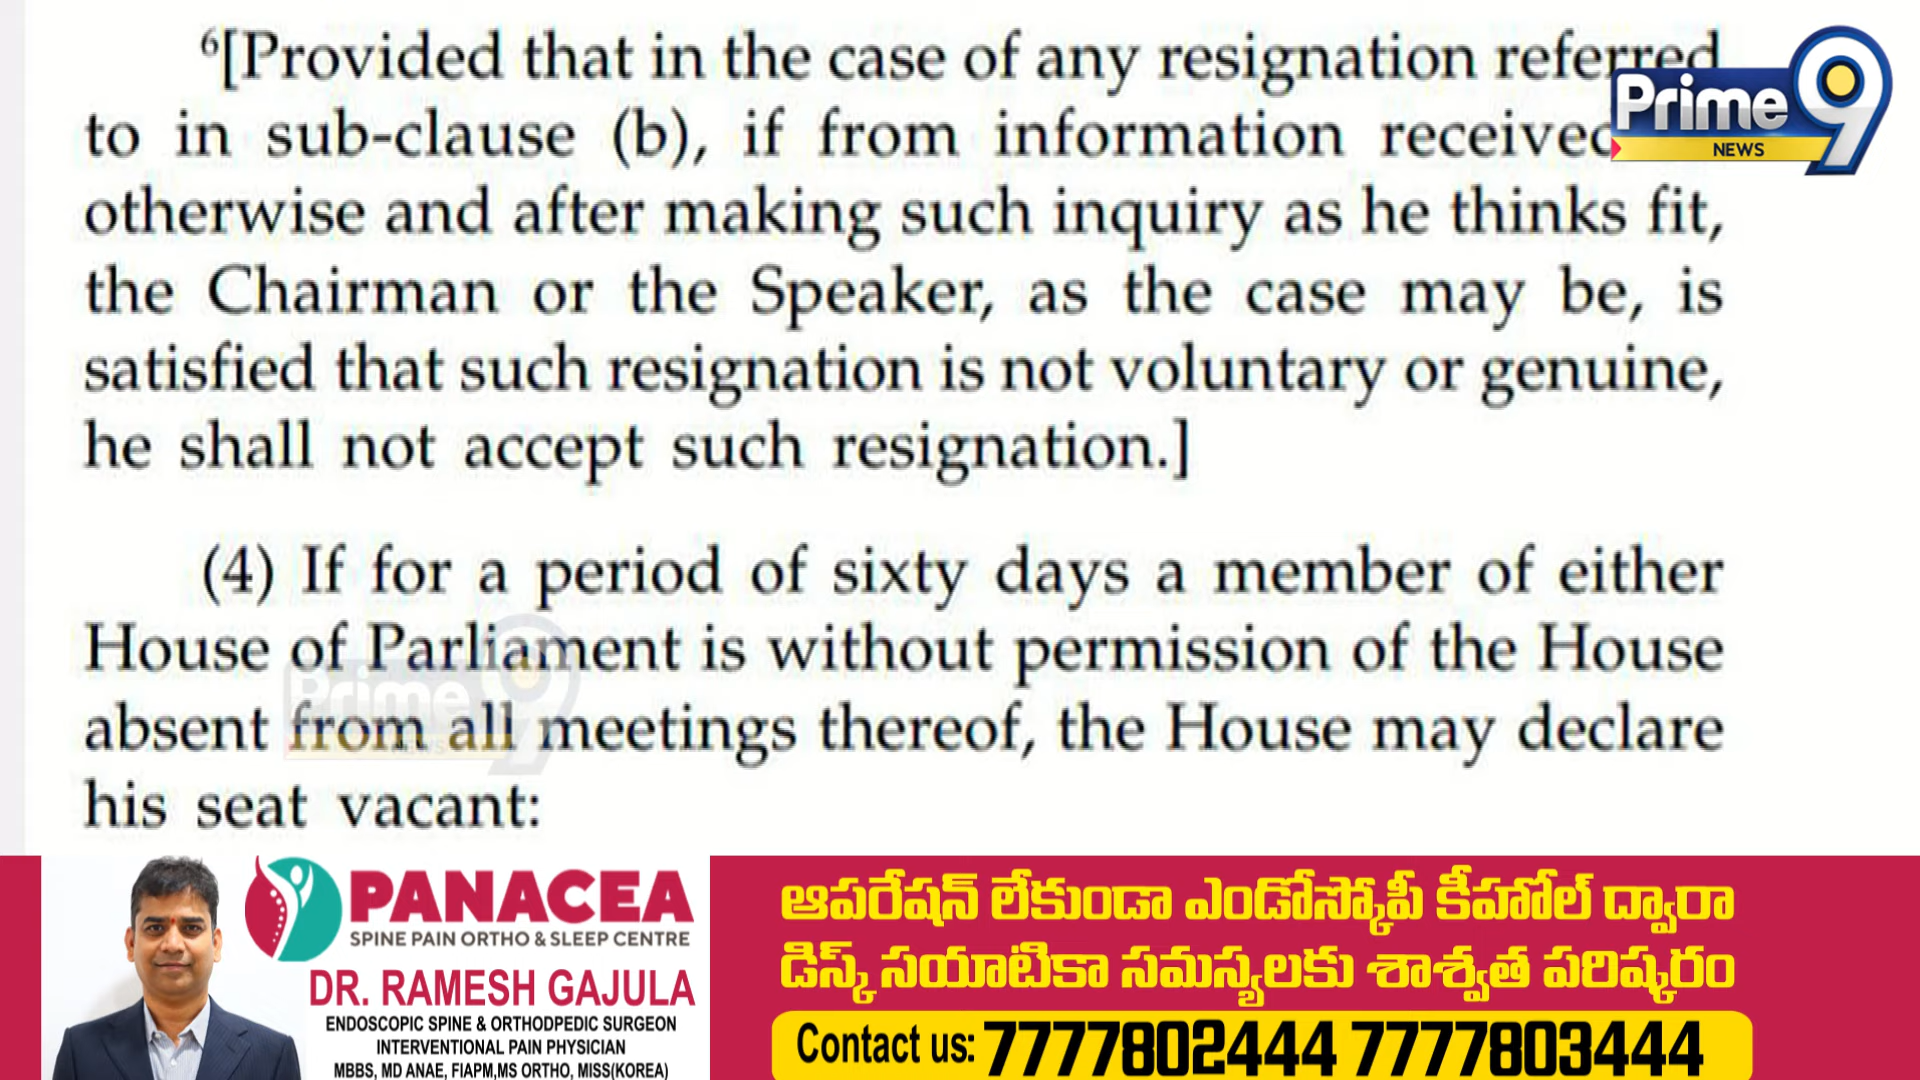 ⁶[Provided that in the case of any resignation referred
to in sub-clause (b), if from information received
otherwise and after making such inquiry as he thinks fit,
the Chairman or the Speaker, as the case may be, is
satisfied that such resignation is not voluntary or genuine,
he shall not accept such resignation.]
(4) If for a period of sixty days a member of either
House of Parliament is without permission of the House
absent from all meetings thereof, the House may declare
his seat vacant:
Prime9
NEWS
Prime9
NEWS
PANACEA
SPINE PAIN ORTHO & SLEEP CENTRE
DR. RAMESH GAJULA
ENDOSCOPIC SPINE & ORTHODPEDIC SURGEON
INTERVENTIONAL PAIN PHYSICIAN
MBBS, MD ANAE, FIAPM,MS ORTHO, MISS(KOREA)
ఆపరేషన్ లేకుండా ఎండోస్కోపీ కీహోల్ ద్వారా
డిస్క్ సయాటికా సమస్యలకు శాశ్వత పరిష్కరం
Contact us: 7777802444 7777803444